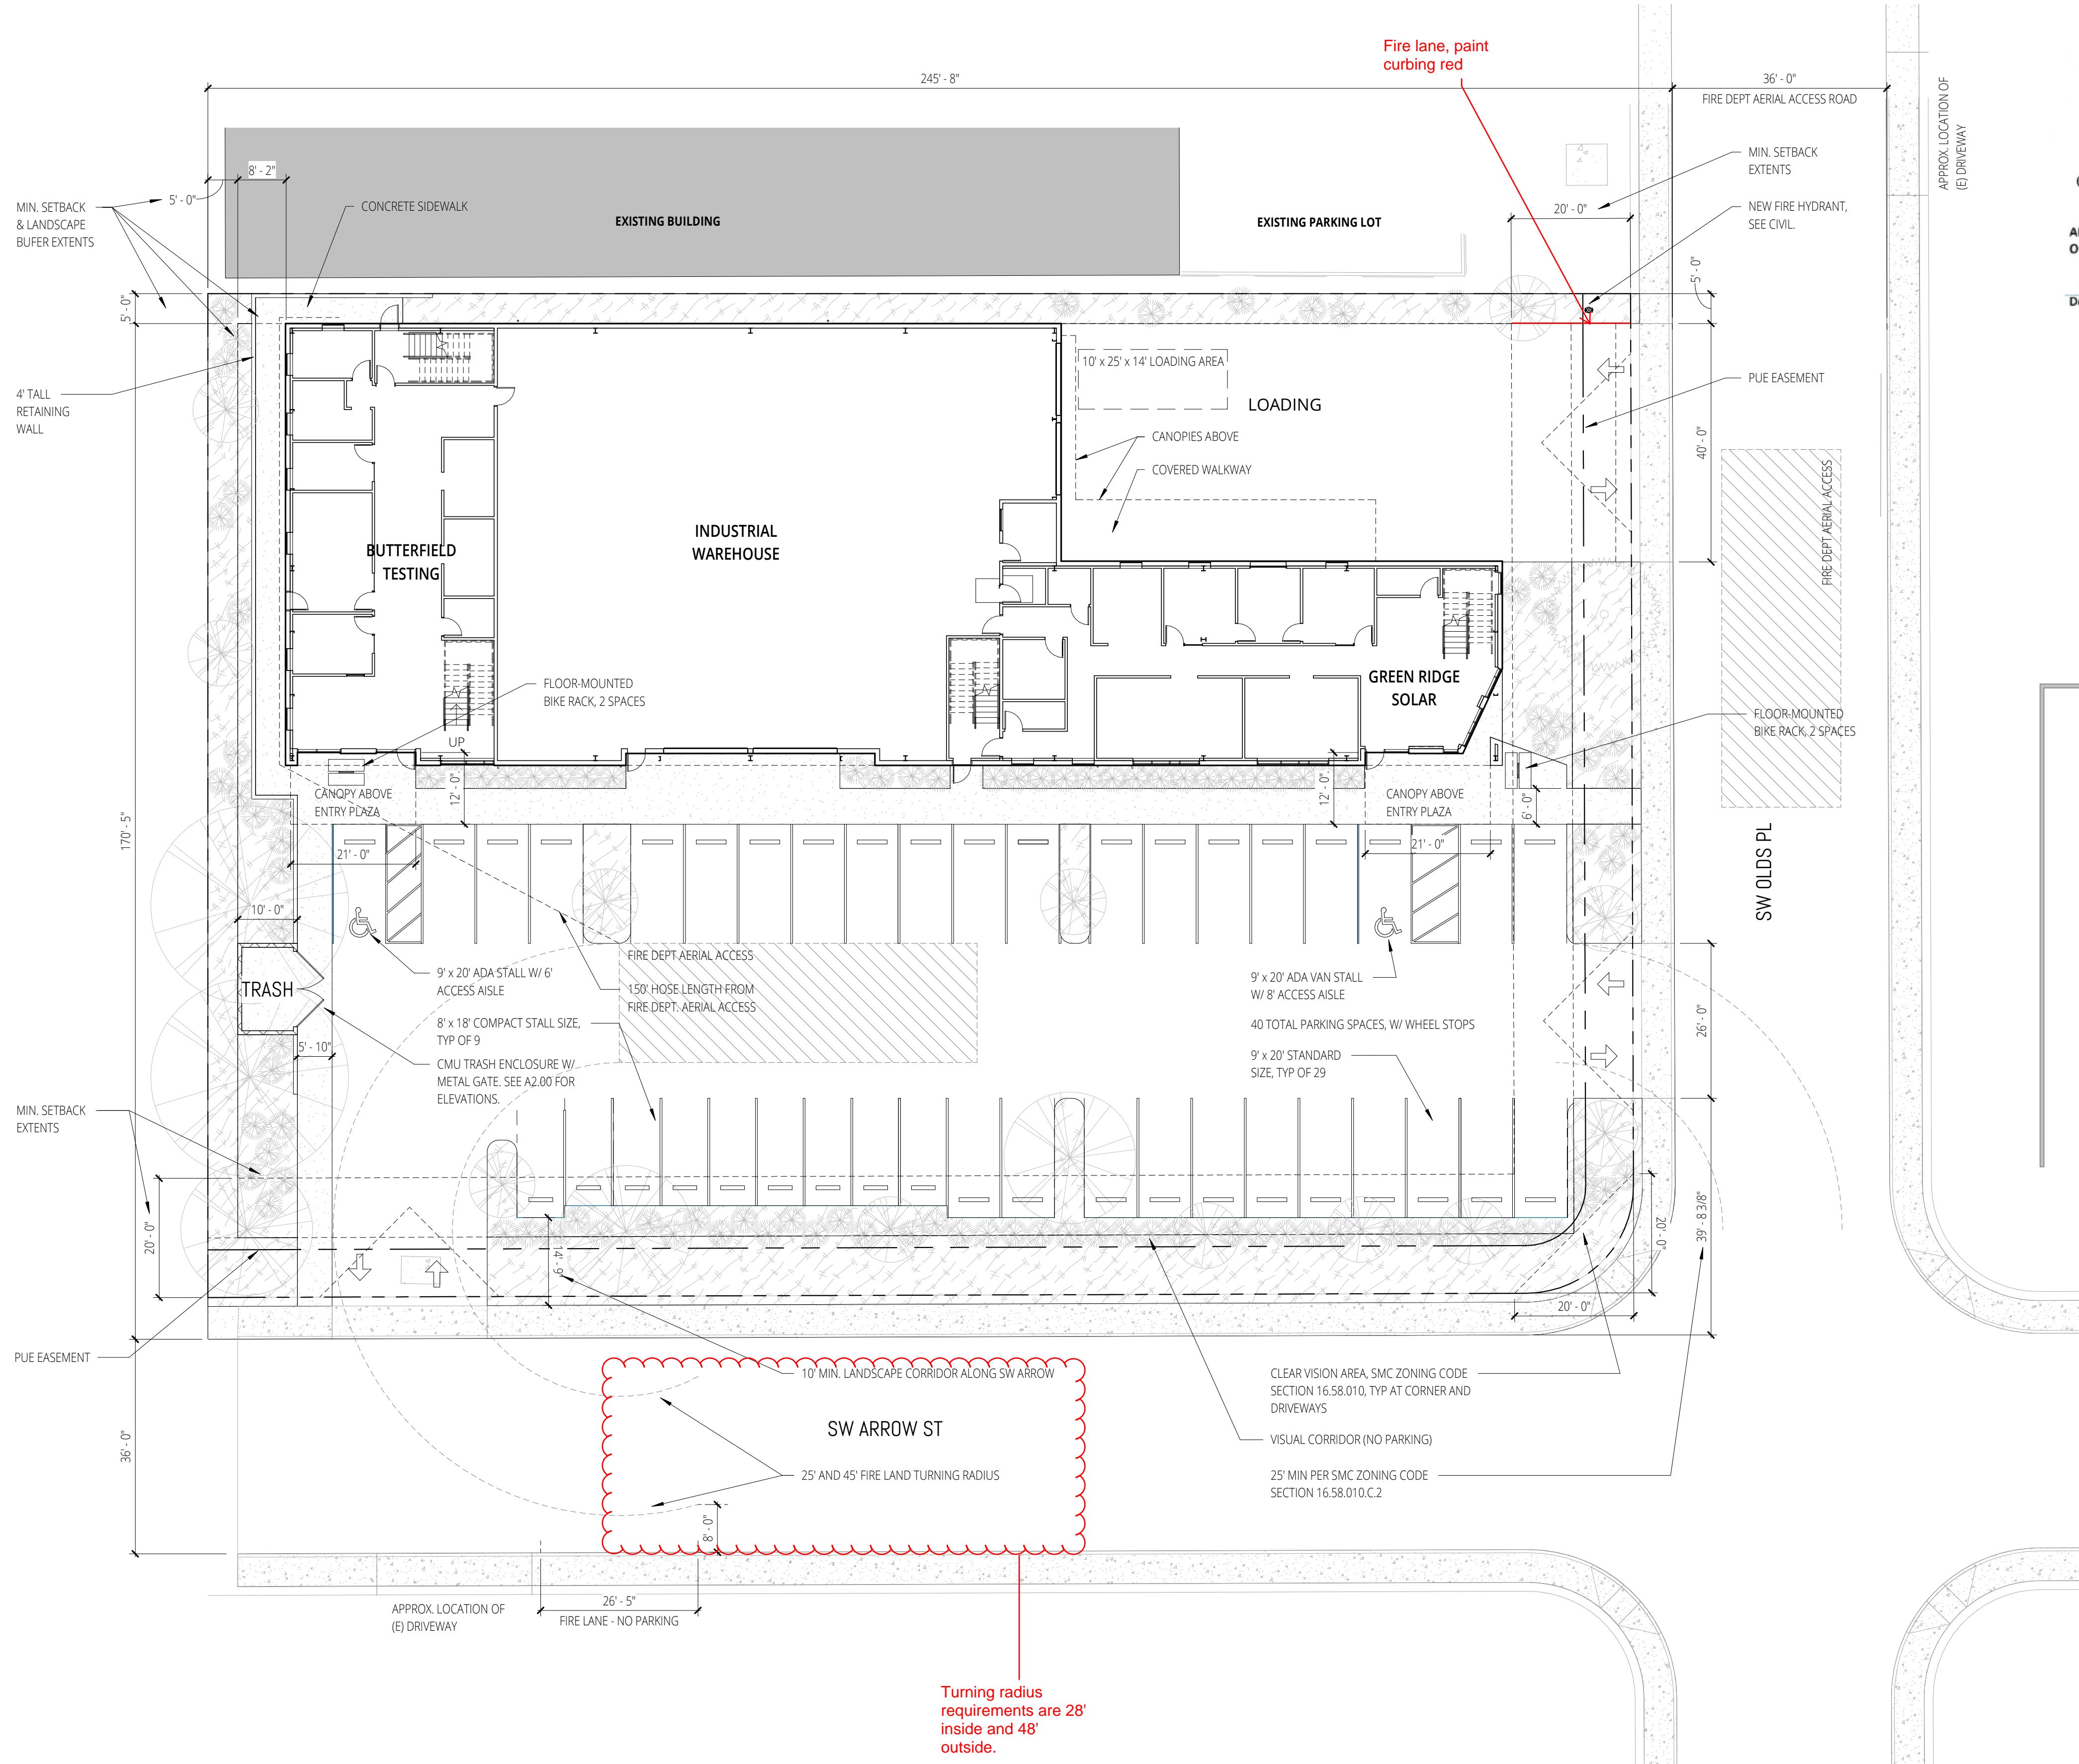 Fire lane, paint
curbing red
245' - 8"
36' - 0"
FIRE DEPT AERIAL ACCESS ROAD
APPROX. LOCATION OF
(E) DRIVEWAY
MIN. SETBACK
EXTENTS
8' - 2"
5' - 0"
MIN. SETBACK
& LANDSCAPE
BUFER EXTENTS
CONCRETE SIDEWALK
EXISTING BUILDING
EXISTING PARKING LOT
20' - 0"
NEW FIRE HYDRANT,
SEE CIVIL.
5' - 0"
5' - 0"
10' x 25' x 14' LOADING AREA
LOADING
PUE EASEMENT
4' TALL
RETAINING
WALL
CANOPIES ABOVE
COVERED WALKWAY
40' - 0"
FIRE DEPT AERIAL ACCESS
INDUSTRIAL
WAREHOUSE
BUTTERFIELD
TESTING
GREEN RIDGE
SOLAR
FLOOR-MOUNTED
BIKE RACK, 2 SPACES
FLOOR-MOUNTED
BIKE RACK, 2 SPACES
UP
CANOPY ABOVE
ENTRY PLAZA
12' - 0"
12' - 0"
CANOPY ABOVE
ENTRY PLAZA
6' - 0"
170' - 5"
21' - 0"
21' - 0"
SW OLDS PL
10' - 0"
TRASH
FIRE DEPT AERIAL ACCESS
9' x 20' ADA STALL W/ 6'
ACCESS AISLE
150' HOSE LENGTH FROM
FIRE DEPT. AERIAL ACCESS
9' x 20' ADA VAN STALL
W/ 8' ACCESS AISLE
8' x 18' COMPACT STALL SIZE,
TYP OF 9
40 TOTAL PARKING SPACES, W/ WHEEL STOPS
26' - 0"
5' - 10"
CMU TRASH ENCLOSURE W/
METAL GATE. SEE A2.00 FOR
ELEVATIONS.
9' x 20' STANDARD
SIZE, TYP OF 29
MIN. SETBACK
EXTENTS
20' - 0"
14' - 9"
20' - 0"
39' - 8 3/8"
20' - 0"
PUE EASEMENT
10' MIN. LANDSCAPE CORRIDOR ALONG SW ARROW
CLEAR VISION AREA, SMC ZONING CODE
SECTION 16.58.010, TYP AT CORNER AND
DRIVEWAYS
SW ARROW ST
VISUAL CORRIDOR (NO PARKING)
36' - 0"
25' AND 45' FIRE LAND TURNING RADIUS
25' MIN PER SMC ZONING CODE
SECTION 16.58.010.C.2
8' - 0"
APPROX. LOCATION OF
(E) DRIVEWAY
26' - 5"
FIRE LANE - NO PARKING
Turning radius
requirements are 28'
inside and 48'
outside.